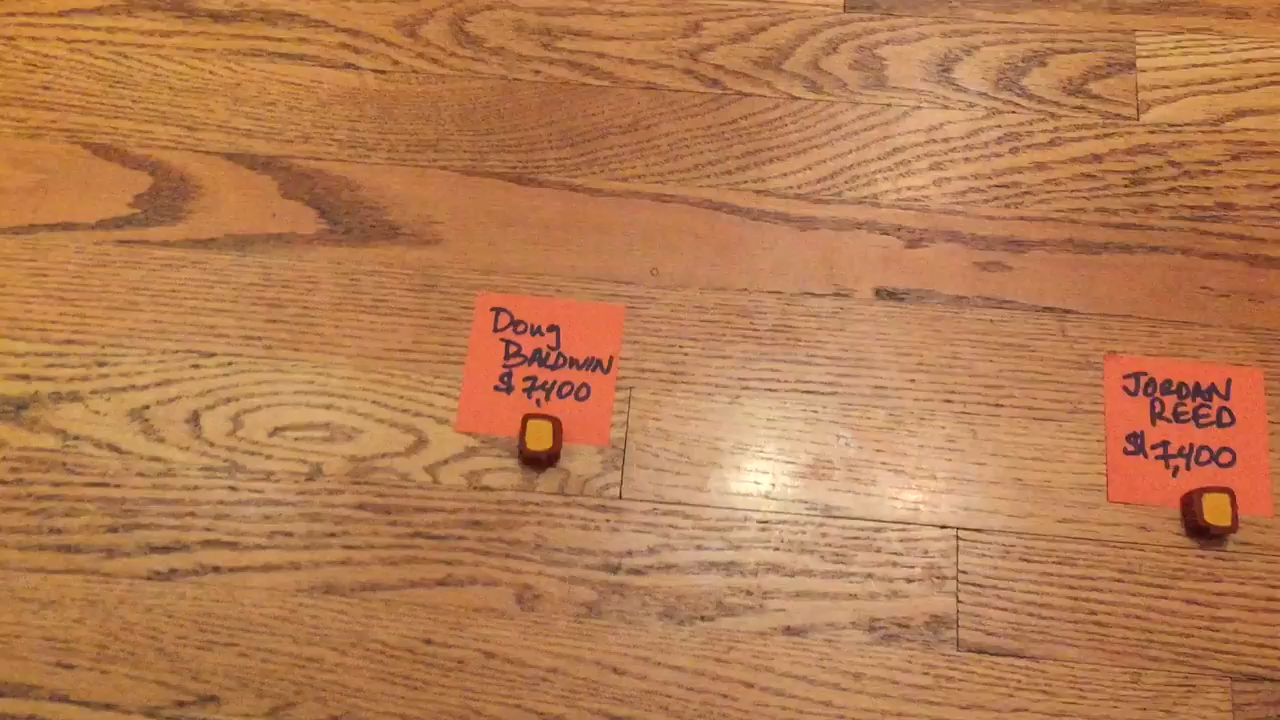 Doug
BALDWIN
$7,400
JORDAN
REED
$7,400